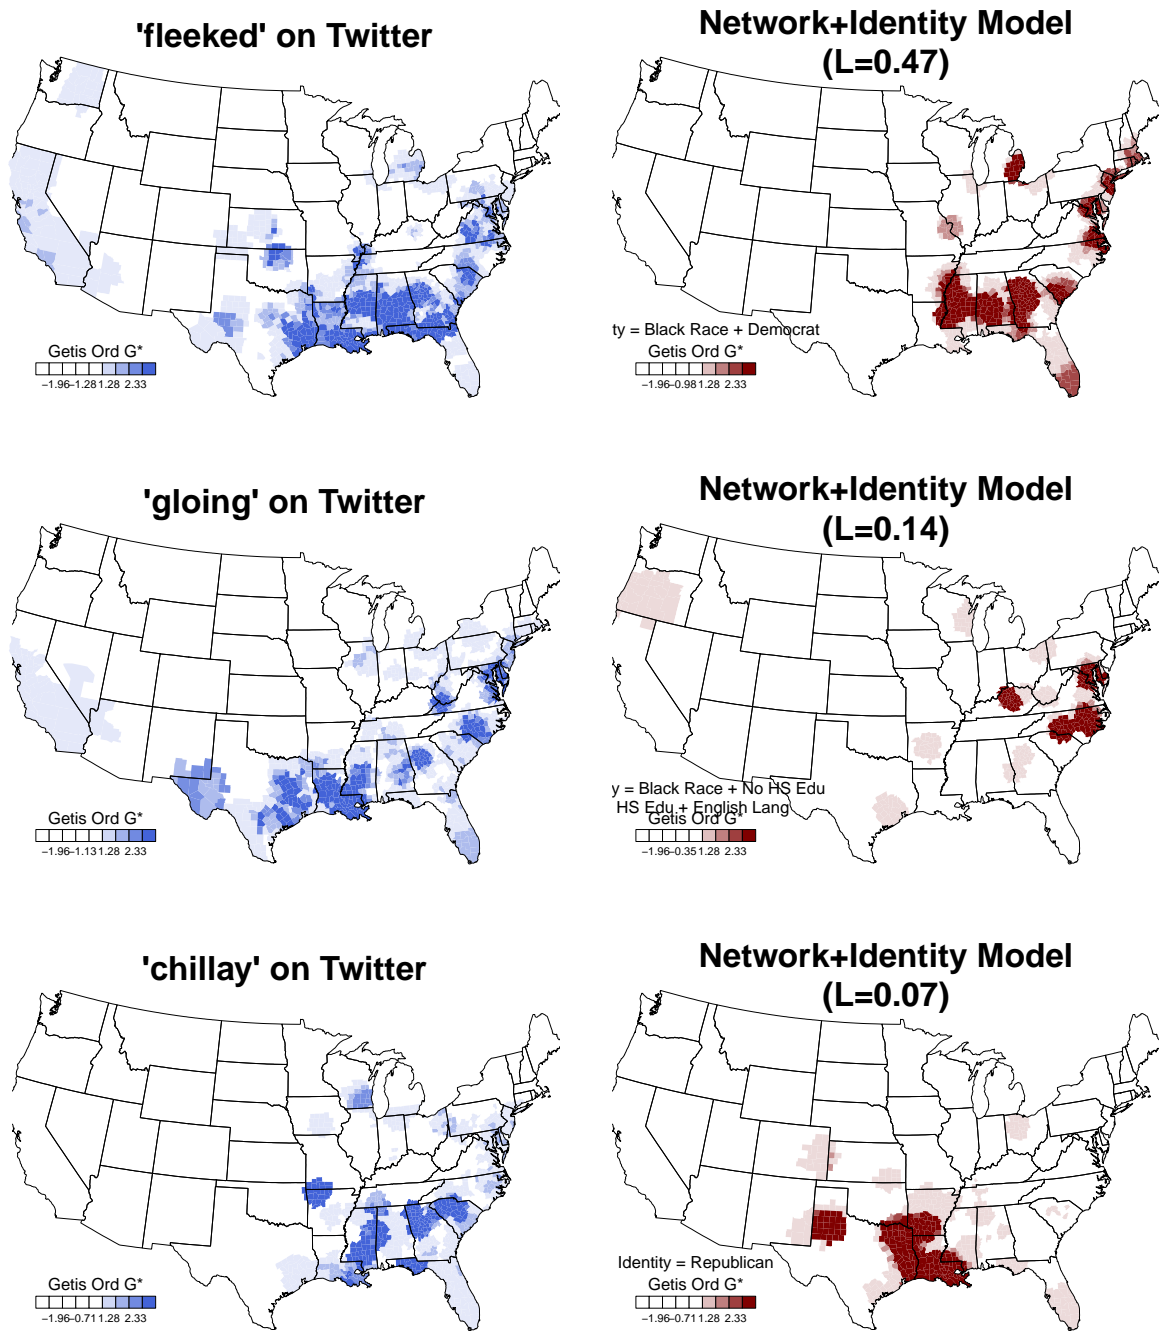 'fleeked' on Twitter
Network+Identity Model
(L=0.47)
Getis Ord G*
−1.96−1.28 1.28 2.33
ty = Black Race + Democrat
Getis Ord G*
−1.96−0.98 1.28 2.33
'gloing' on Twitter
Network+Identity Model
(L=0.14)
Getis Ord G*
−1.96−1.13 1.28 2.33
y = Black Race + No HS Edu
HS Edu + English Lang
Getis Ord G*
−1.96−0.35 1.28 2.33
'chillay' on Twitter
Network+Identity Model
(L=0.07)
Getis Ord G*
−1.96−0.71 1.28 2.33
Identity = Republican
Getis Ord G*
−1.96−0.71 1.28 2.33